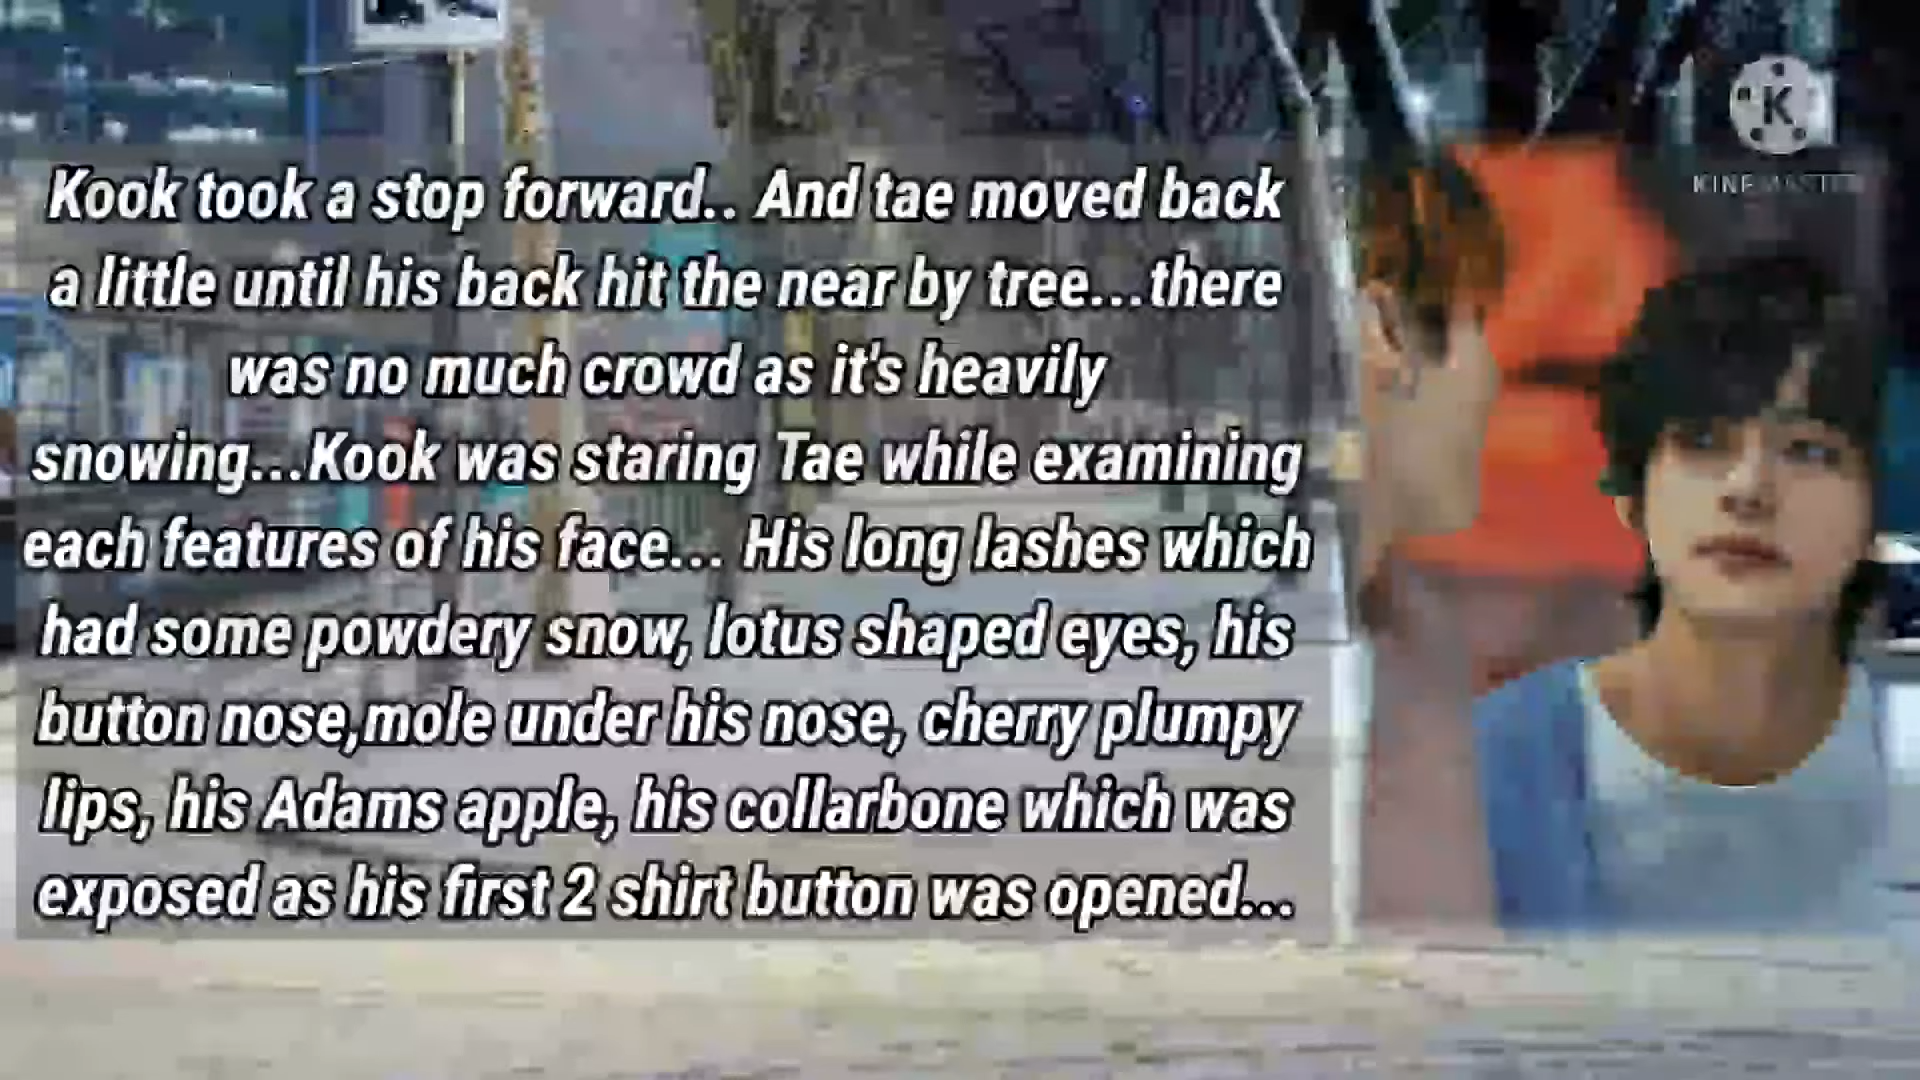 Kook took a stop forward.. And tae moved back
a little until his back hit the near by tree...there
was no much crowd as it's heavily
snowing...Kook was staring Tae while examining
each features of his face... His long lashes which
had some powdery snow, lotus shaped eyes, his
button nose,mole under his nose, cherry plumpy
lips, his Adams apple, his collarbone which was
exposed as his first 2 shirt button was opened...
K
KINEMASTER